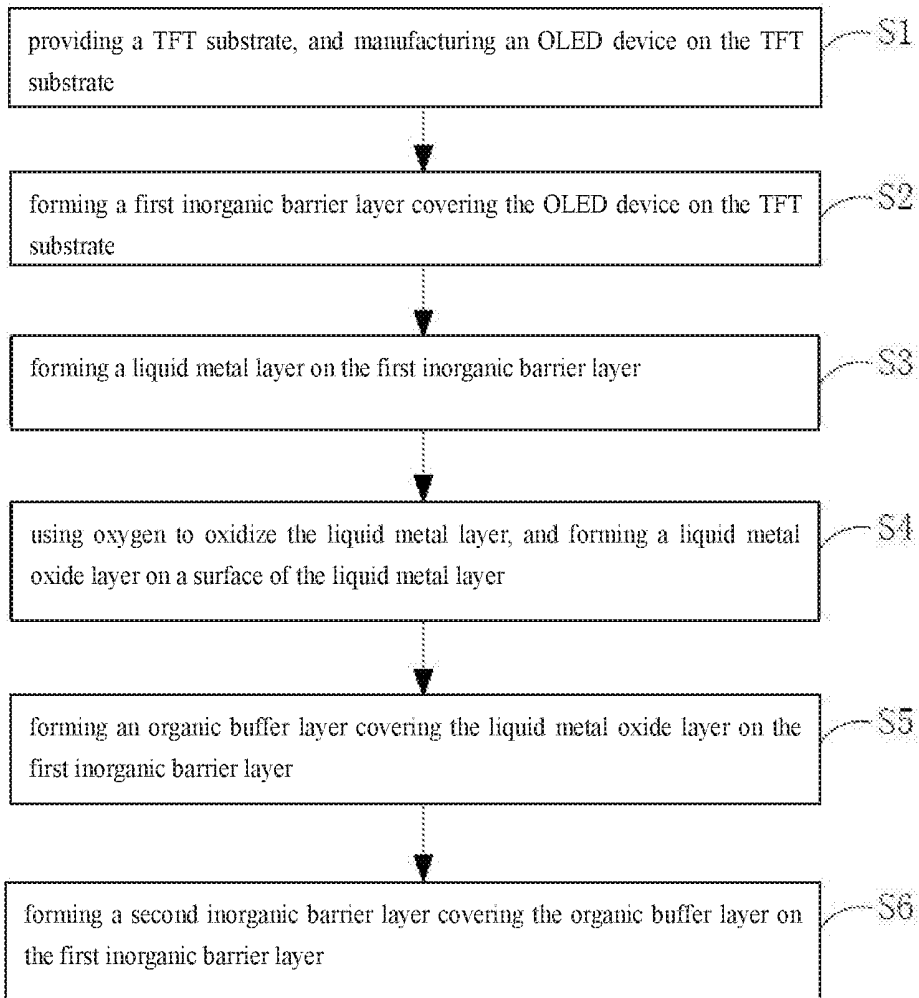 providing a TFT substrate, and manufacturing an OLED device on the TFT
substrate
S1
forming a first inorganic barrier layer covering the OLED device on the TFT
substrate
S2
forming a liquid metal layer on the first inorganic barrier layer
S3
using oxygen to oxidize the liquid metal layer, and forming a liquid metal
oxide layer on a surface of the liquid metal layer
S4
forming an organic buffer layer covering the liquid metal oxide layer on the
first inorganic barrier layer
S5
forming a second inorganic barrier layer covering the organic buffer layer on
the first inorganic barrier layer
S6